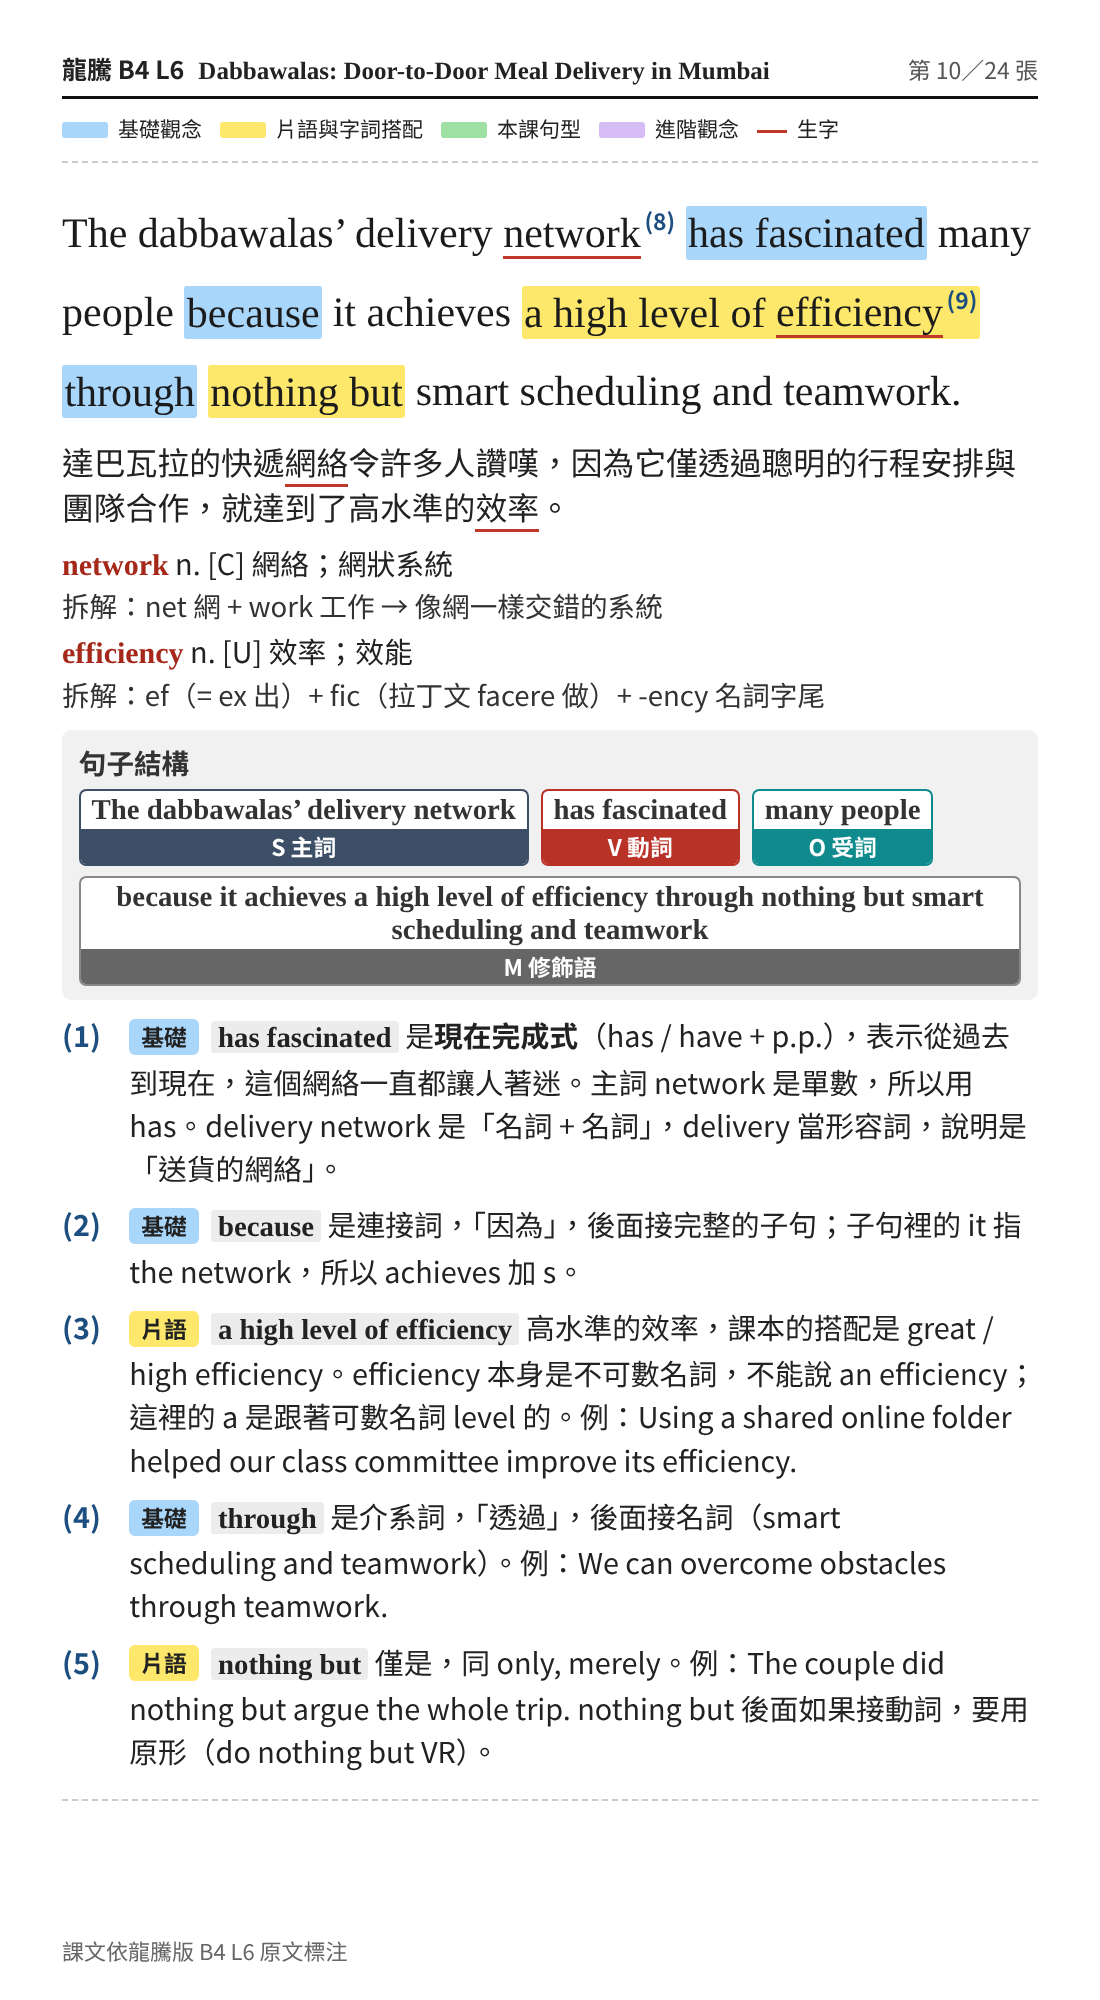 龍騰 B4 L6 Dabbawalas: Door-to-Door Meal Delivery in Mumbai 第 10／24 張
基礎觀念 片語與字詞搭配 本課句型 進階觀念 生字
The dabbawalas’ delivery network(8) has fascinated many
people because it achieves a high level of efficiency(9)
through nothing but smart scheduling and teamwork.
達巴瓦拉的快遞網絡令許多人讚嘆，因為它僅透過聰明的行程安排與
團隊合作，就達到了高水準的效率。
network n. [C] 網絡；網狀系統
拆解：net 網 + work 工作 → 像網一樣交錯的系統
efficiency n. [U] 效率；效能
拆解：ef（= ex 出）+ fic（拉丁文 facere 做）+ -ency 名詞字尾
句子結構
The dabbawalas’ delivery network has fascinated many people
S 主詞 V 動詞 O 受詞
because it achieves a high level of efficiency through nothing but smart
scheduling and teamwork
M 修飾語
(1) 基礎 has fascinated 是現在完成式（has / have + p.p.），表示從過去
到現在，這個網絡一直都讓人著迷。主詞 network 是單數，所以用
has。delivery network 是「名詞 + 名詞」，delivery 當形容詞，說明是
「送貨的網絡」。
(2) 基礎 because 是連接詞，「因為」，後面接完整的子句；子句裡的 it 指
the network，所以 achieves 加 s。
(3) 片語 a high level of efficiency 高水準的效率，課本的搭配是 great /
high efficiency。efficiency 本身是不可數名詞，不能說 an efficiency；
這裡的 a 是跟著可數名詞 level 的。例：Using a shared online folder
helped our class committee improve its efficiency.
(4) 基礎 through 是介系詞，「透過」，後面接名詞（smart
scheduling and teamwork）。例：We can overcome obstacles
through teamwork.
(5) 片語 nothing but 僅是，同 only, merely。例：The couple did
nothing but argue the whole trip. nothing but 後面如果接動詞，要用
原形（do nothing but VR）。
課文依龍騰版 B4 L6 原文標注